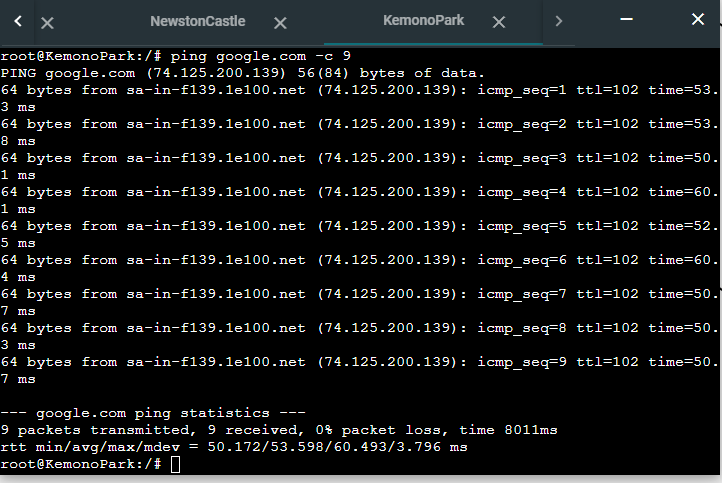 NewstonCastle
KemonoPark
root@KemonoPark:/# ping google.com -c 9
PING google.com (74.125.200.139) 56(84) bytes of data.
64 bytes from sa-in-f139.1e100.net (74.125.200.139): icmp_seq=1 ttl=102 time=53.
3 ms
64 bytes from sa-in-f139.1e100.net (74.125.200.139): icmp_seq=2 ttl=102 time=53.
8 ms
64 bytes from sa-in-f139.1e100.net (74.125.200.139): icmp_seq=3 ttl=102 time=50.
1 ms
64 bytes from sa-in-f139.1e100.net (74.125.200.139): icmp_seq=4 ttl=102 time=60.
1 ms
64 bytes from sa-in-f139.1e100.net (74.125.200.139): icmp_seq=5 ttl=102 time=52.
5 ms
64 bytes from sa-in-f139.1e100.net (74.125.200.139): icmp_seq=6 ttl=102 time=60.
4 ms
64 bytes from sa-in-f139.1e100.net (74.125.200.139): icmp_seq=7 ttl=102 time=50.
7 ms
64 bytes from sa-in-f139.1e100.net (74.125.200.139): icmp_seq=8 ttl=102 time=50.
3 ms
64 bytes from sa-in-f139.1e100.net (74.125.200.139): icmp_seq=9 ttl=102 time=50.
7 ms
--- google.com ping statistics ---
9 packets transmitted, 9 received, 0% packet loss, time 8011ms
rtt min/avg/max/mdev = 50.172/53.598/60.493/3.796 ms
root@KemonoPark:/#